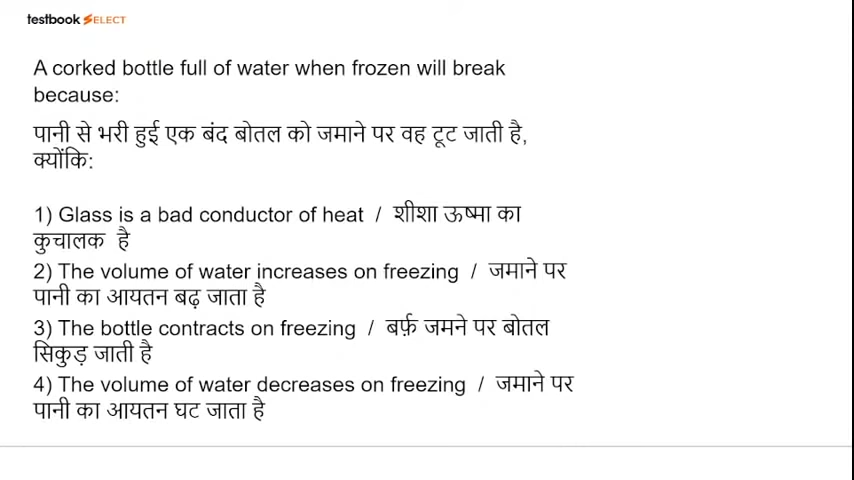 testbook SELECT
A corked bottle full of water when frozen will break
because:
पानी से भरी हुई एक बंद बोतल को जमाने पर वह टूट जाती है,
क्योंकि:
1) Glass is a bad conductor of heat / शीशा ऊष्मा का
कुचालक है
2) The volume of water increases on freezing / जमाने पर
पानी का आयतन बढ़ जाता है
3) The bottle contracts on freezing / बर्फ़ जमने पर बोतल
सिकुड़ जाती है
4) The volume of water decreases on freezing / जमाने पर
पानी का आयतन घट जाता है